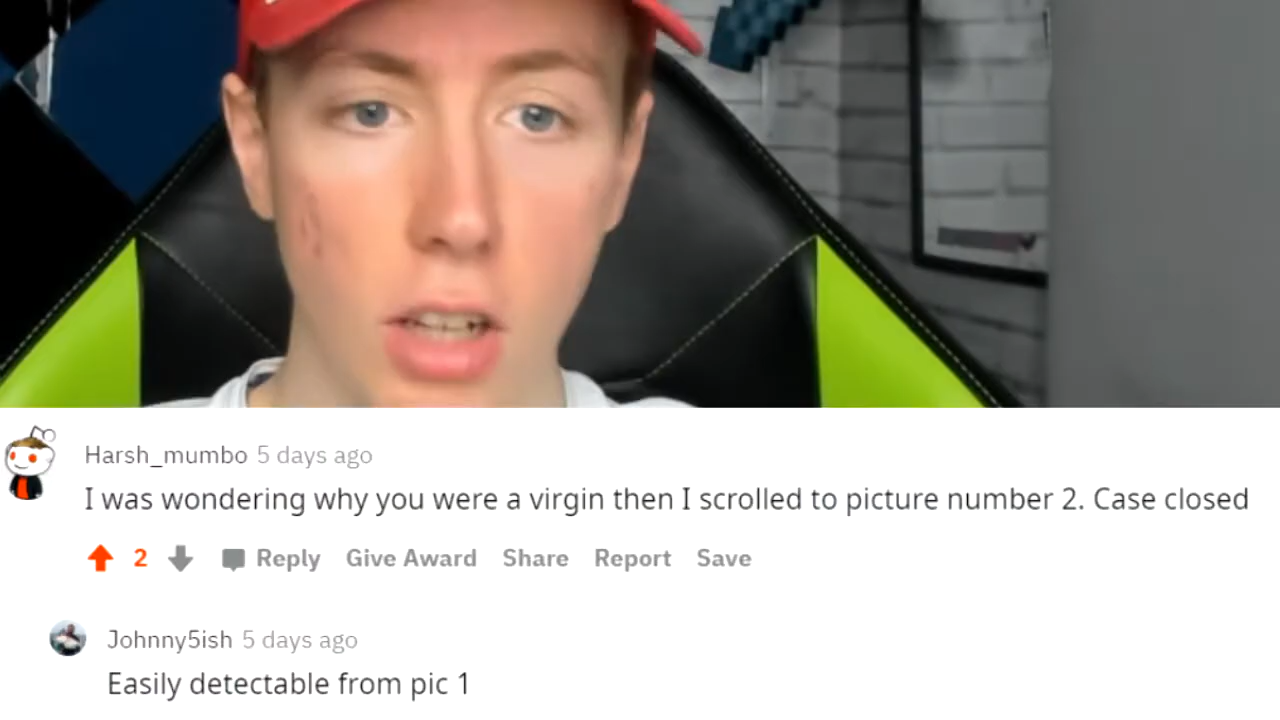 Harsh_mumbo 5 days ago
I was wondering why you were a virgin then I scrolled to picture number 2. Case closed
2 Reply Give Award Share Report Save
Johnny5ish 5 days ago
Easily detectable from pic 1